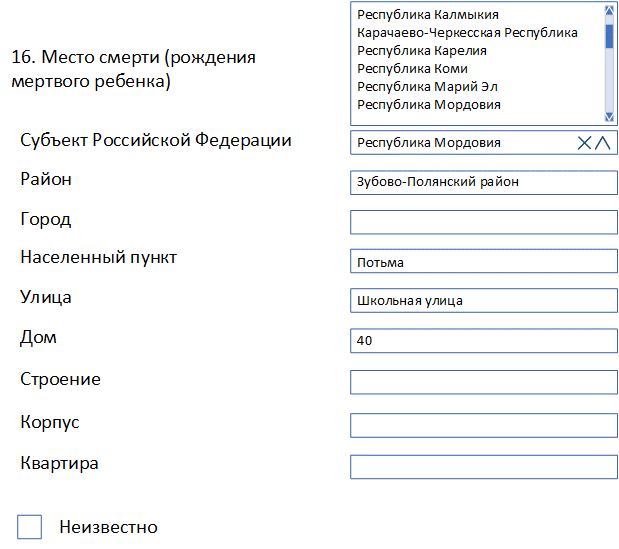 Республика Калмыкия
Карачаево-Черкесская Республика
Республика Карелия
Республика Коми
Республика Марий Эл
Республика Мордовия
16. Место смерти (рождения
мертвого ребенка)
Субъект Российской Федерации
Республика Мордовия
Район
Зубово-Полянский район
Город
Населенный пункт
Потьма
Улица
Школьная улица
Дом
40
Строение
Корпус
Квартира
Неизвестно